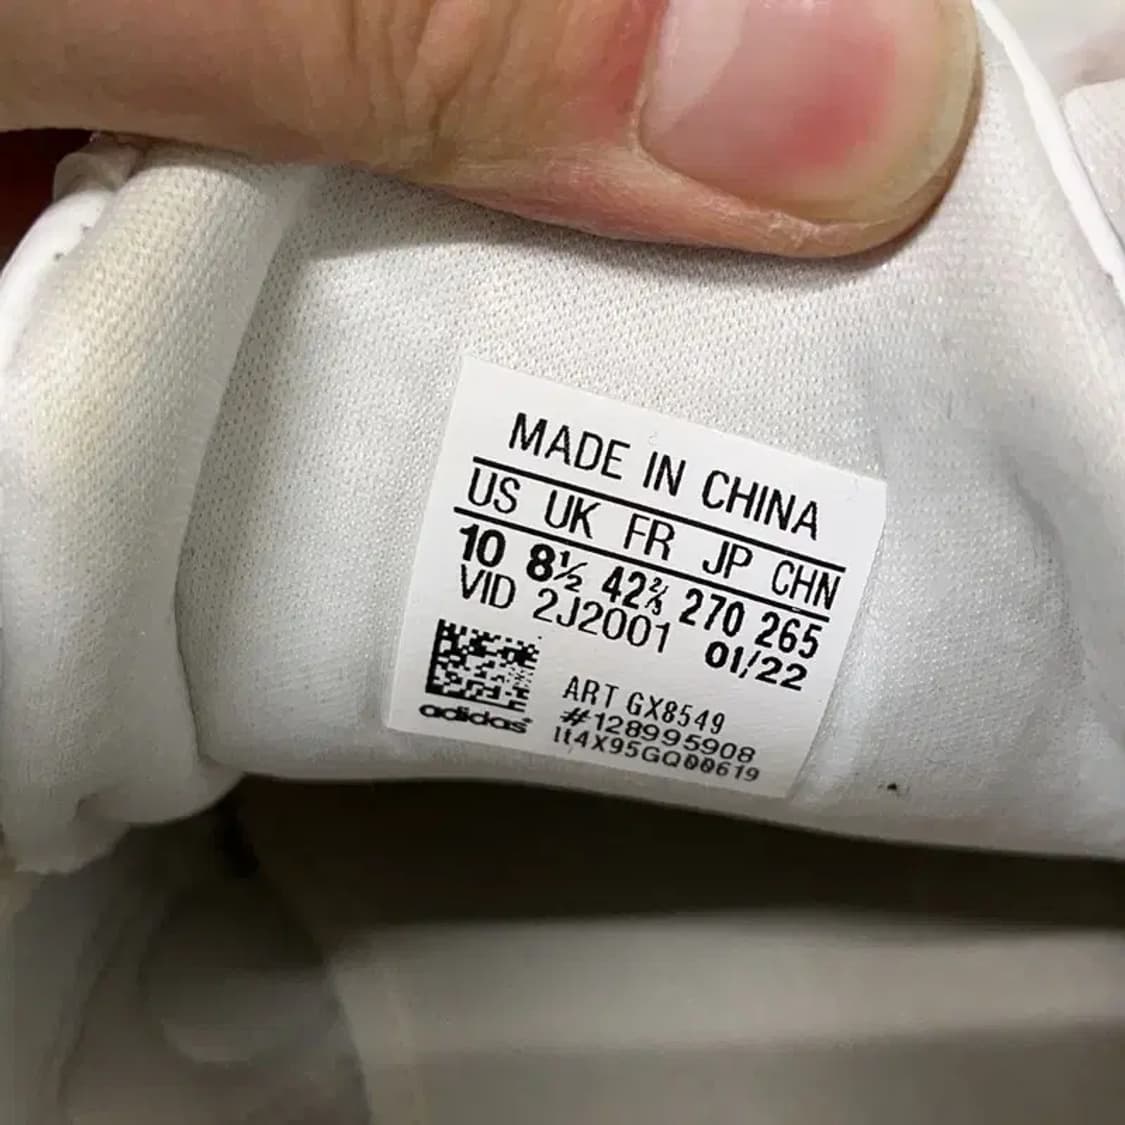 MADE IN CHINA
US UK FR JP CHN
10 8½ 42⅔ 270 265
VID 2J2001 01/22
ART GX8549
#128995908
lt4X95GQ00619
adidas